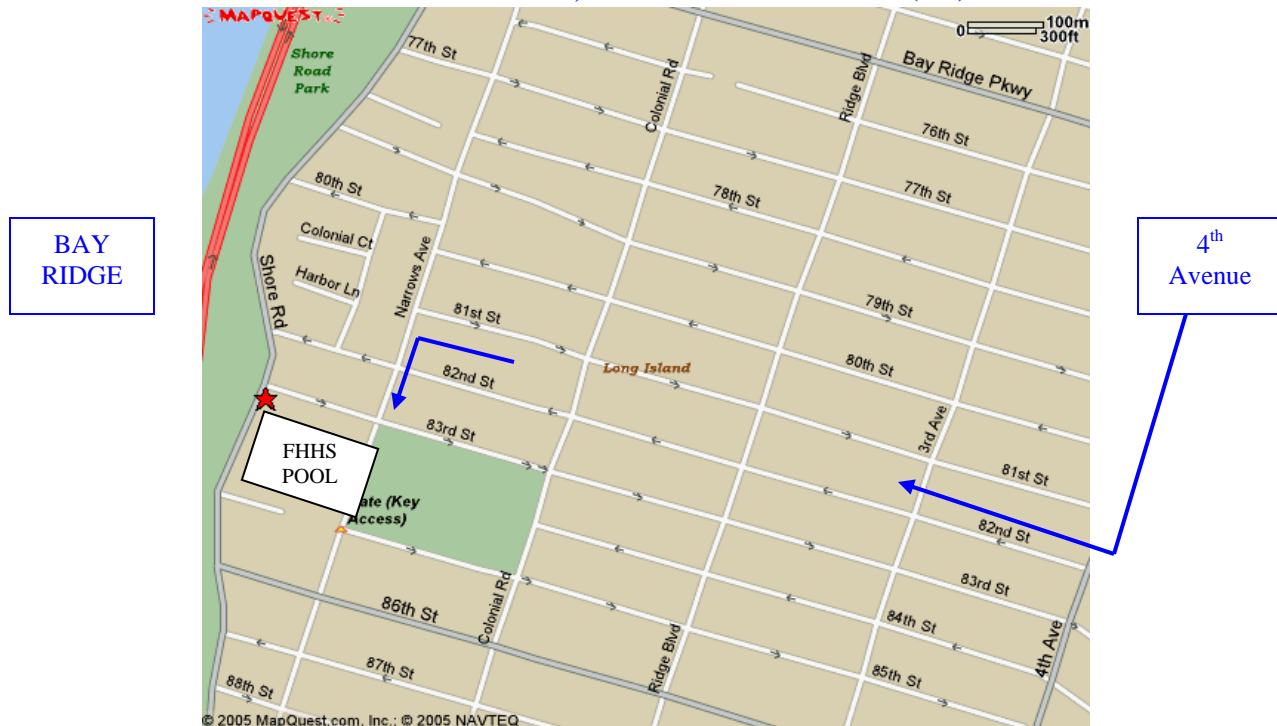 MAPQUEST
0 100m
300ft
Shore
Road
Park
77th St
Colonial Rd
Ridge Blvd
Bay Ridge Pkwy
76th St
77th St
78th St
80th St
Colonial Ct
Harbor Ln
Narrows Ave
Shore Rd
BAY
RIDGE
4th
Avenue
79th St
81st St
Long Island
80th St
82nd St
3rd Ave
83rd St
81st St
FHHS
POOL
ate (Key
Access)
82nd St
83rd St
86th St
Colonial Rd
84th St
Ridge Blvd
4th Ave
87th St
85th St
88th St
© 2005 MapQuest.com, Inc.; © 2005 NAVTEQ